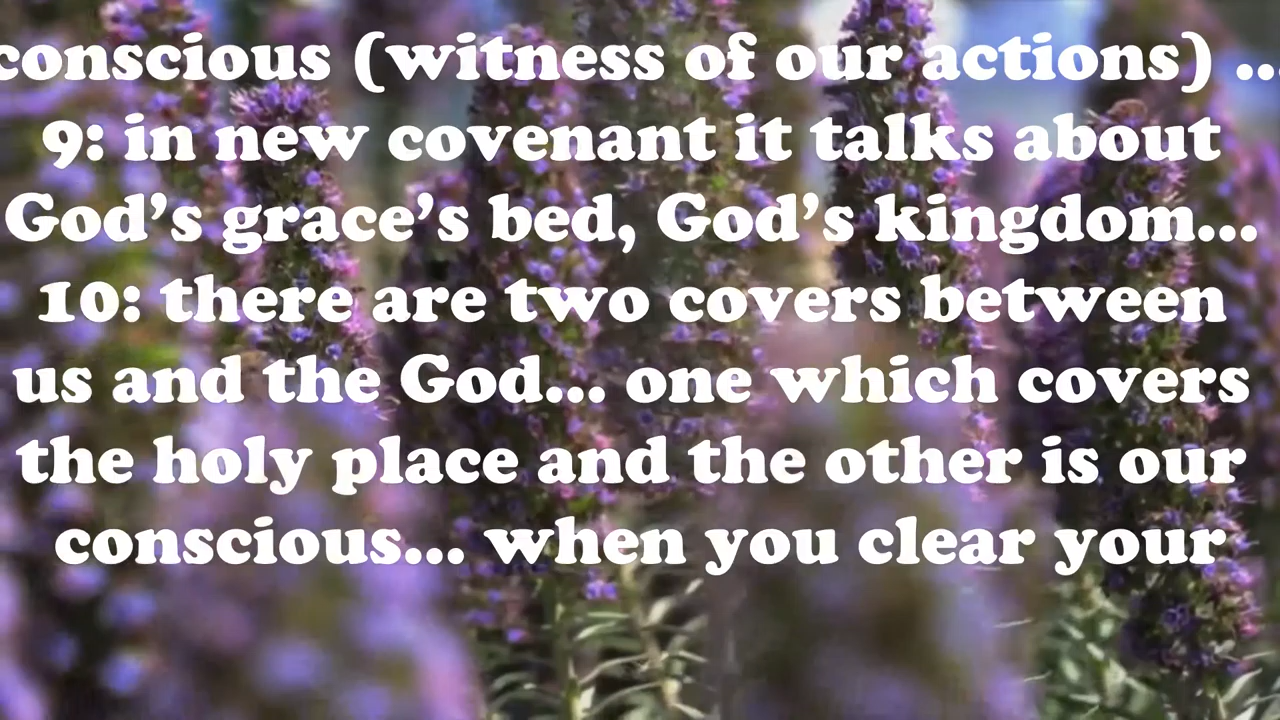 conscious (witness of our actions) ...
9: in new covenant it talks about
God’s grace’s bed, God’s kingdom...
10: there are two covers between
us and the God... one which covers
the holy place and the other is our
conscious... when you clear your